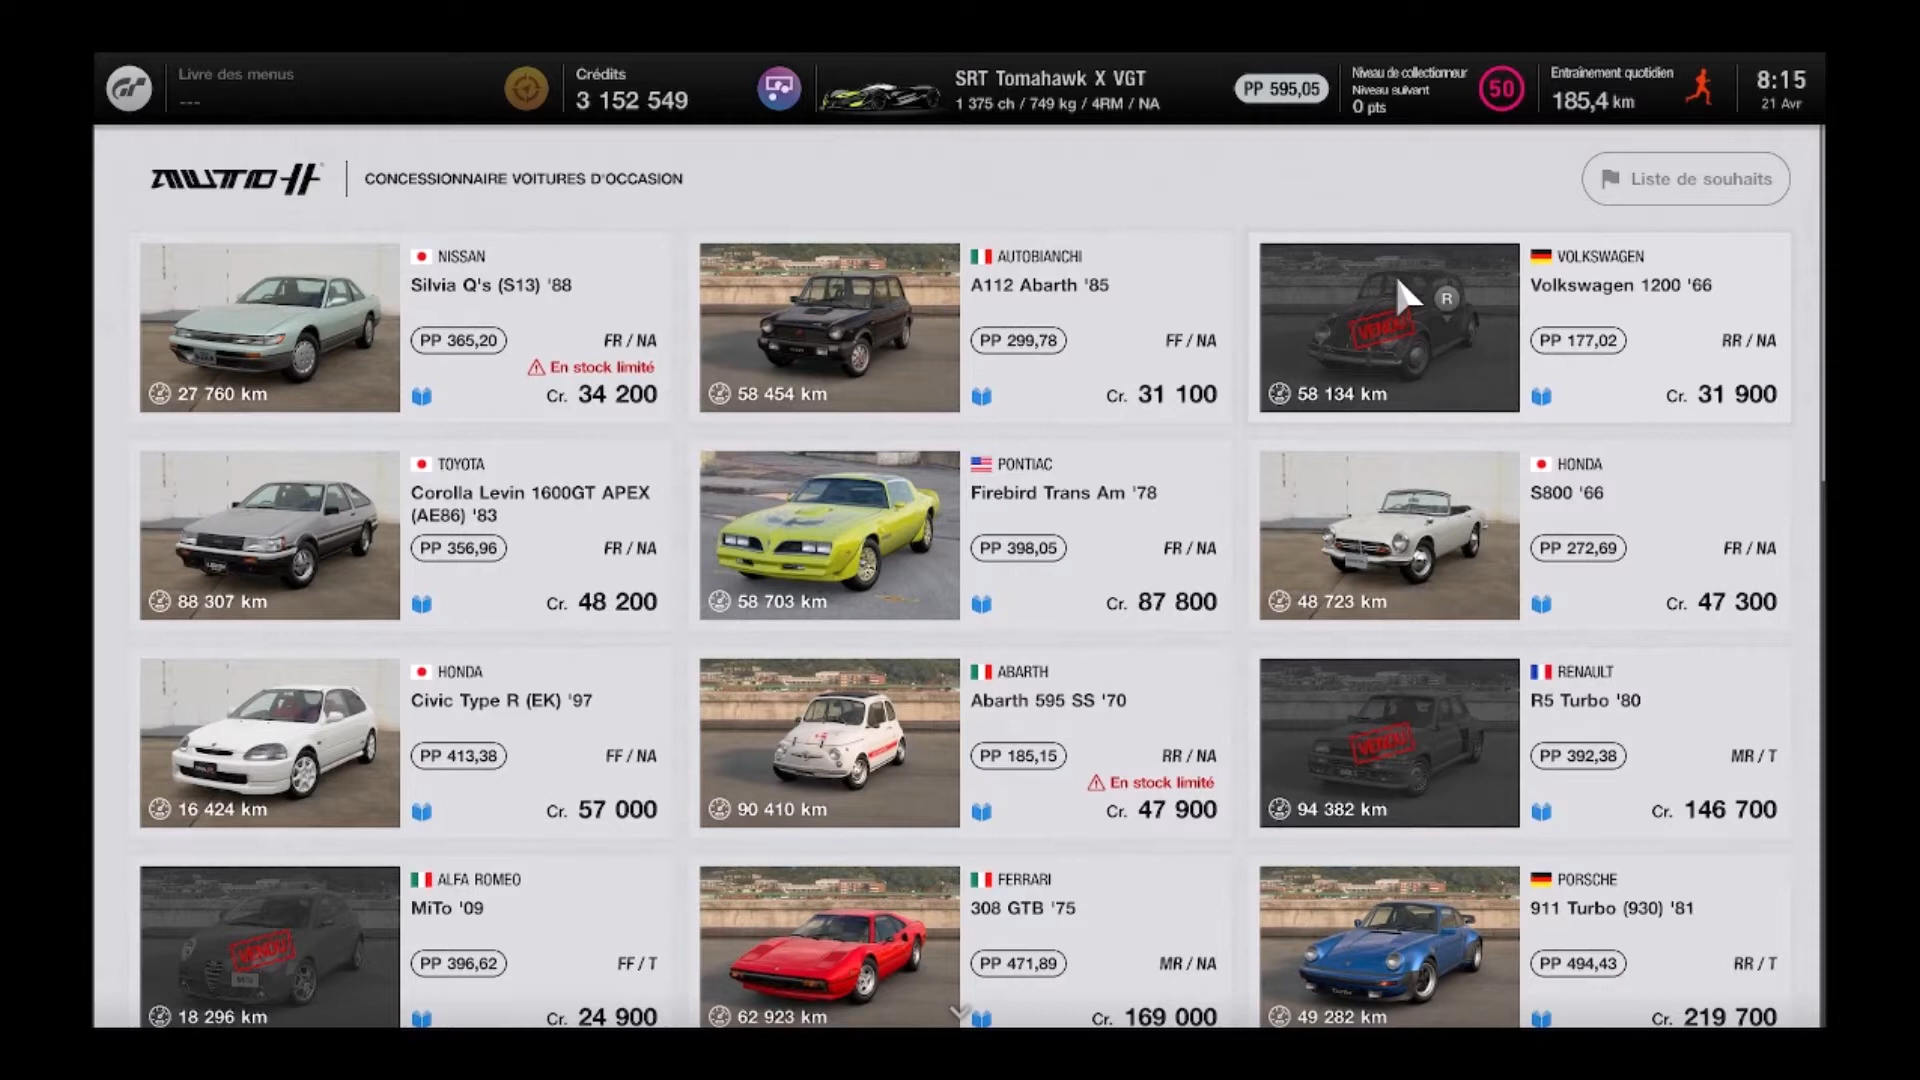 Livre des menus
---
Crédits
3 152 549
SRT Tomahawk X VGT
1 375 ch / 749 kg / 4RM / NA
PP 595,05
Niveau de collectionneur
Niveau suivant
0 pts
50
Entraînement quotidien
185,4 km
8:15
21 Avr
AUTO
CONCESSIONNAIRE VOITURES D'OCCASION
Liste de souhaits
NISSAN
Silvia Q's (S13) '88
PP 365,20
FR / NA
En stock limité
27 760 km
Cr. 34 200
AUTOBIANCHI
A112 Abarth '85
PP 299,78
FF / NA
58 454 km
Cr. 31 100
VOLKSWAGEN
Volkswagen 1200 '66
R
VENDU
PP 177,02
RR / NA
58 134 km
Cr. 31 900
TOYOTA
Corolla Levin 1600GT APEX
(AE86) '83
PP 356,96
FR / NA
88 307 km
Cr. 48 200
PONTIAC
Firebird Trans Am '78
PP 398,05
FR / NA
58 703 km
Cr. 87 800
HONDA
S800 '66
PP 272,69
FR / NA
48 723 km
Cr. 47 300
HONDA
Civic Type R (EK) '97
PP 413,38
FF / NA
16 424 km
Cr. 57 000
ABARTH
Abarth 595 SS '70
PP 185,15
RR / NA
En stock limité
90 410 km
Cr. 47 900
RENAULT
R5 Turbo '80
VENDU
PP 392,38
MR / T
94 382 km
Cr. 146 700
ALFA ROMEO
MiTo '09
VENDU
PP 396,62
FF / T
18 296 km
Cr. 24 900
FERRARI
308 GTB '75
PP 471,89
MR / NA
62 923 km
Cr. 169 000
PORSCHE
911 Turbo (930) '81
PP 494,43
RR / T
49 282 km
Cr. 219 700